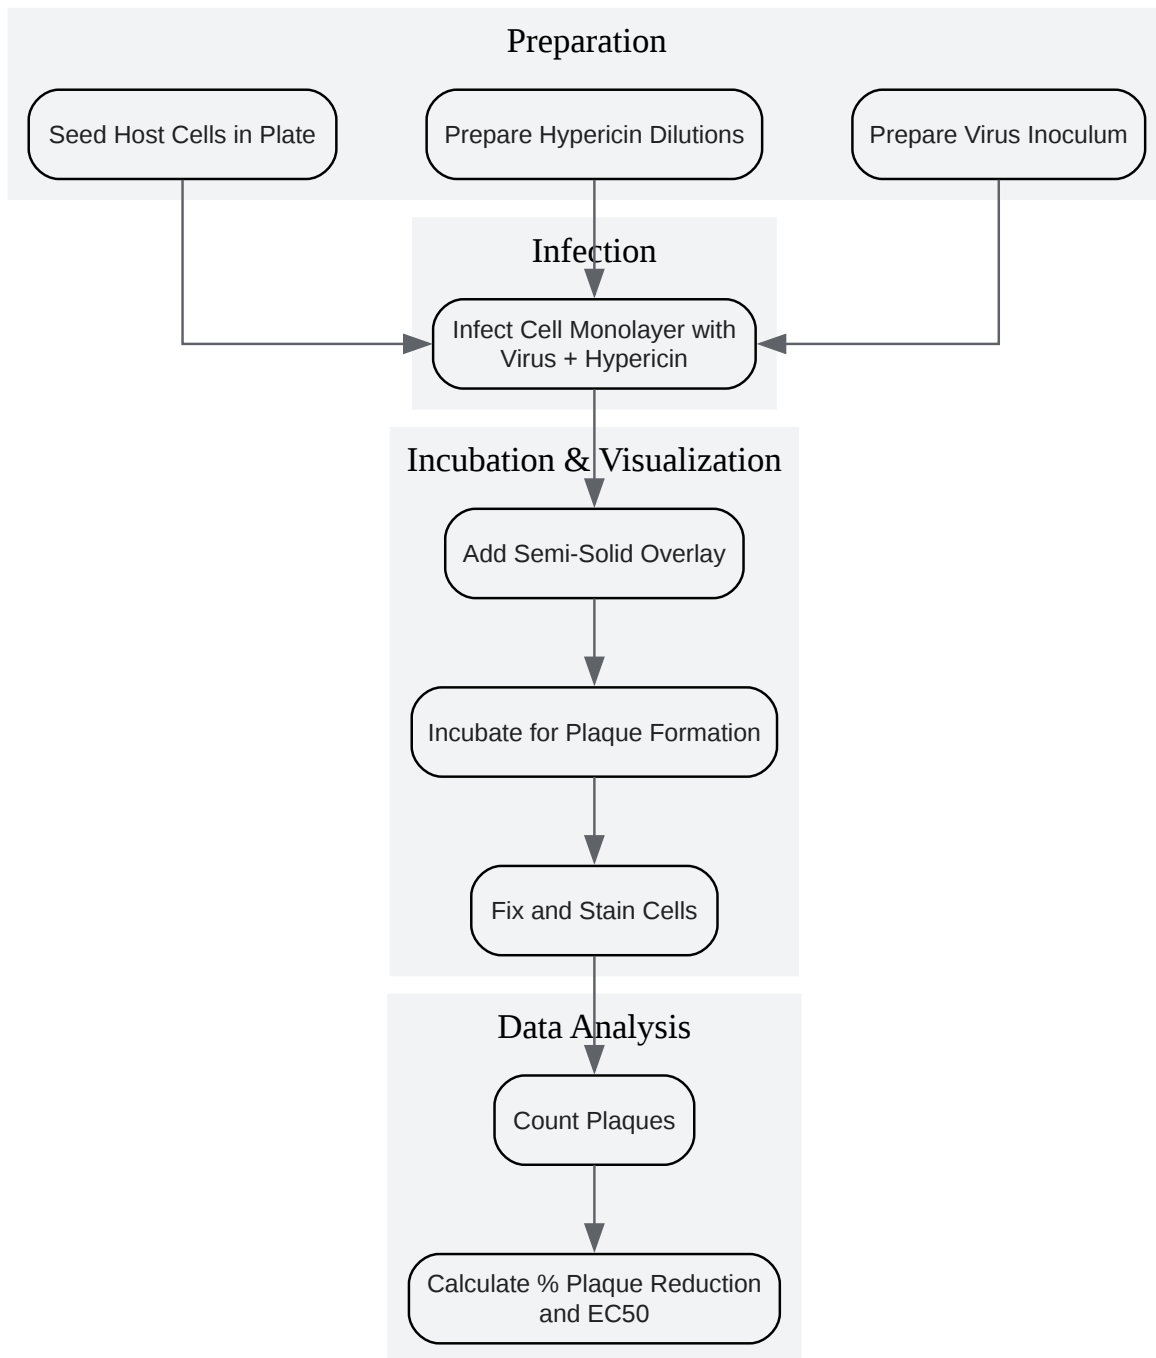 Preparation
Seed Host Cells in Plate
Prepare Hypericin Dilutions
Prepare Virus Inoculum
Infection
Infect Cell Monolayer with
Virus + Hypericin
Incubation & Visualization
Add Semi-Solid Overlay
Incubate for Plaque Formation
Fix and Stain Cells
Data Analysis
Count Plaques
Calculate % Plaque Reduction
and EC50